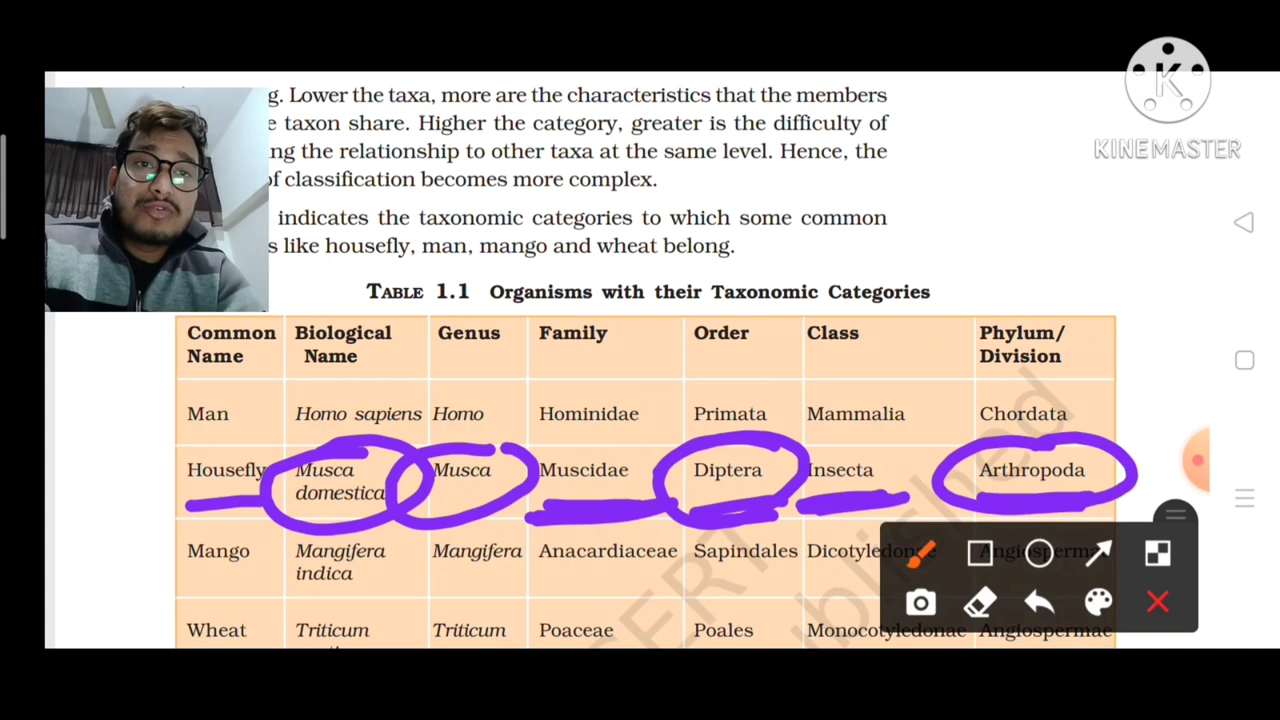 g. Lower the taxa, more are the characteristics that the members
e taxon share. Higher the category, greater is the difficulty of
ng the relationship to other taxa at the same level. Hence, the
of classification becomes more complex.
indicates the taxonomic categories to which some common
s like housefly, man, mango and wheat belong.
TABLE 1.1 Organisms with their Taxonomic Categories
Common Name Biological Name Genus Family Order Class Phylum/ Division
Man Homo sapiens Homo Hominidae Primata Mammalia Chordata
Housefly Musca domestica Musca Muscidae Diptera Insecta Arthropoda
Mango Mangifera indica Mangifera Anacardiaceae Sapindales Dicotyledonae Angiospermae
Wheat Triticum Triticum Poaceae Poales Monocotyledonae Angiospermae
K
KINEMASTER